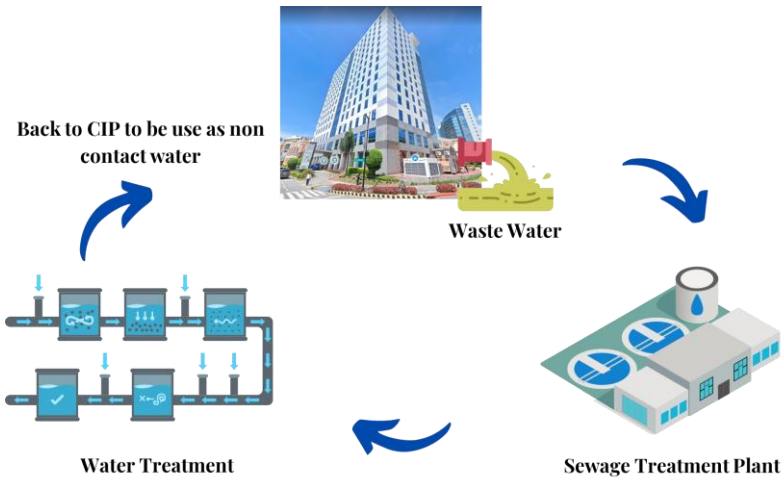 Back to CIP to be use as non
contact water
Waste Water
Water Treatment
Sewage Treatment Plant